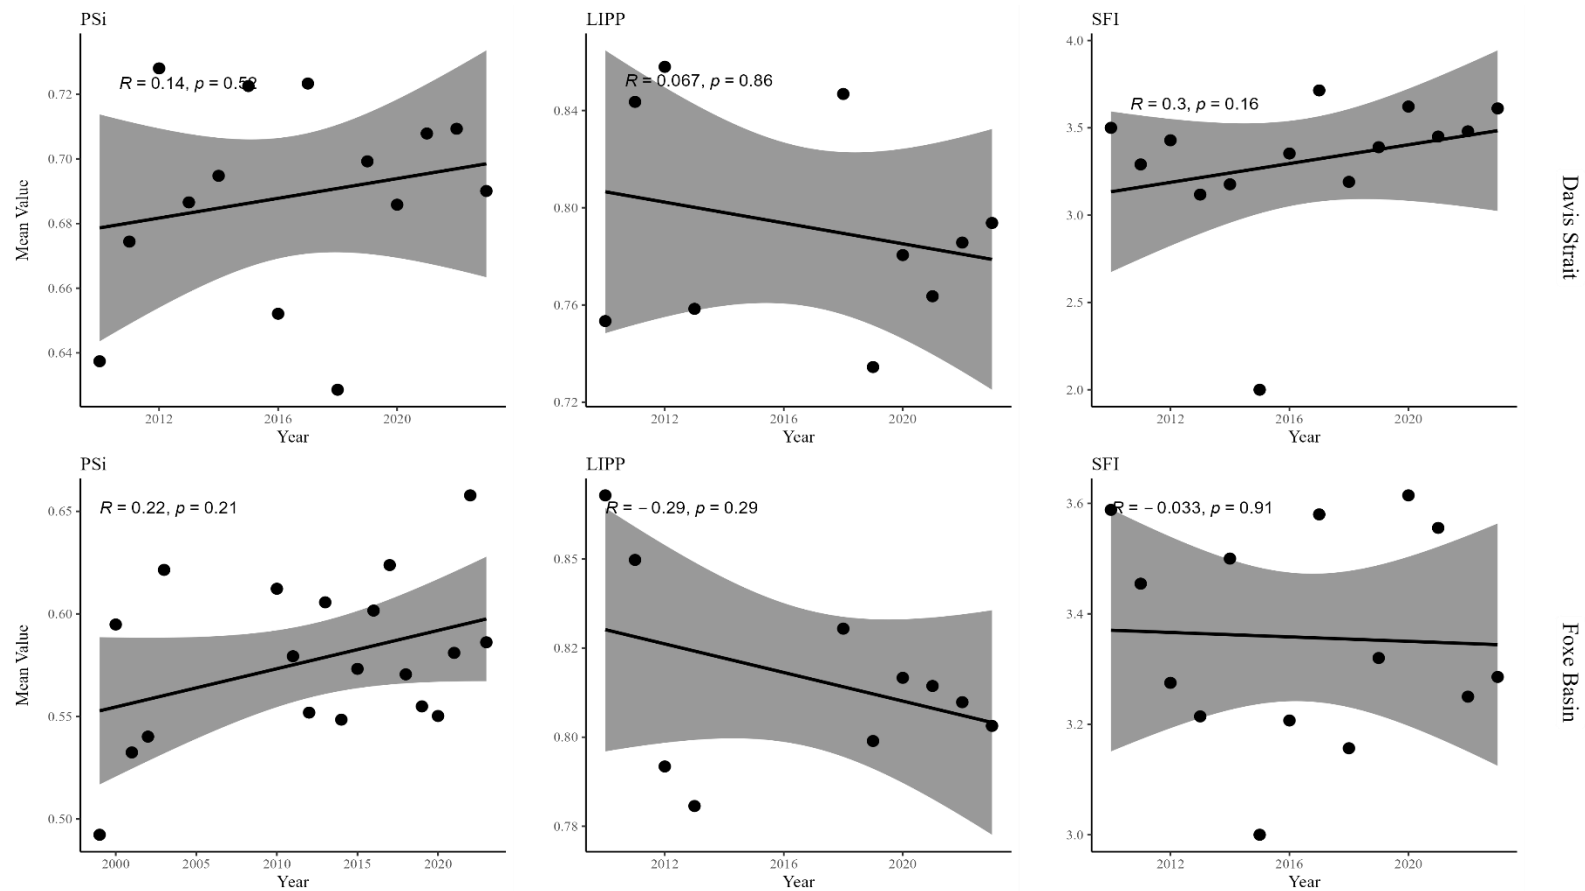 PSi
LIPP
SFI
R = 0.14, p = 0.52
R = 0.067, p = 0.86
R = 0.3, p = 0.16
Mean Value
0.72
0.70
0.68
0.66
0.64
0.84
0.80
0.76
0.72
4.0
3.5
3.0
2.5
2.0
Davis Strait
2012 2016 2020
2012 2016 2020
2012 2016 2020
Year
Year
Year
PSi
LIPP
SFI
R = 0.22, p = 0.21
R = − 0.29, p = 0.29
R = − 0.033, p = 0.91
Mean Value
0.65
0.60
0.55
0.50
0.85
0.82
0.80
0.78
3.6
3.4
3.2
3.0
Foxe Basin
2000 2005 2010 2015 2020
2012 2016 2020
2012 2016 2020
Year
Year
Year